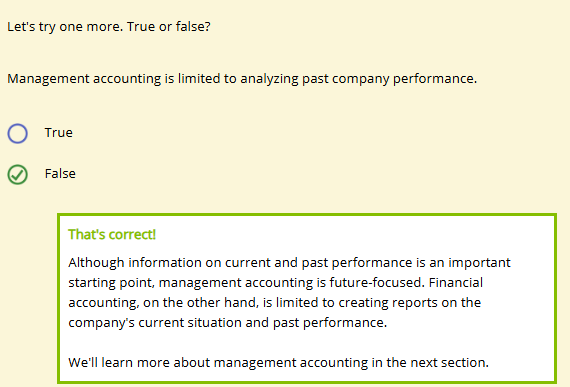 Let's try one more. True or false?
Management accounting is limited to analyzing past company performance.
True
False
That's correct!
Although information on current and past performance is an important
starting point, management accounting is future-focused. Financial
accounting, on the other hand, is limited to creating reports on the
company's current situation and past performance.
We'll learn more about management accounting in the next section.